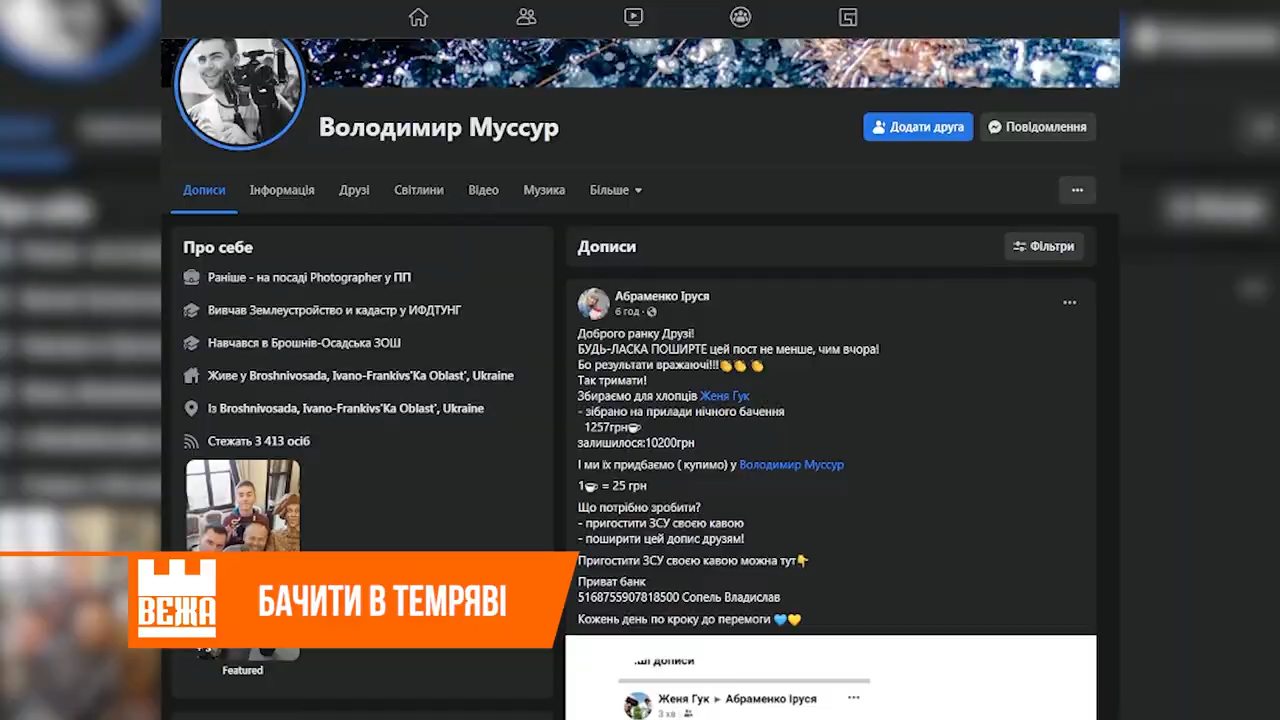 Володимир Муссур
Додати друга
Повідомлення
Дописи
Інформація
Друзі
Світлини
Відео
Музика
Більше
Про себе
Раніше - на посаді Photographer у ПП
Вивчав Землеустройство и кадастр у ИФДТУНГ
Навчався в Брошнів-Осадська ЗОШ
Живе у Broshnivosada, Ivano-Frankivs'Ka Oblast', Ukraine
Із Broshnivosada, Ivano-Frankivs'Ka Oblast', Ukraine
Стежать 3 413 осіб
Featured
Дописи
Фільтри
Абраменко Іруся
6 год ·
Доброго ранку Друзі!
БУДЬ-ЛАСКА ПОШИРТЕ цей пост не менше, чим вчора!
Бо результати вражаючі!!!👏👏👏
Так тримати!
Збираємо для хлопців Женя Гук
- зібрано на прилади нічного бачення
1257грн☕
залишилося:10200грн
І ми їх придбаємо ( купимо) у Володимир Муссур
1☕ = 25 грн
Що потрібно зробити?
- пригостити ЗСУ своєю кавою
- поширити цей допис друзям!
Пригостити ЗСУ своєю кавою можна тут👇
Приват банк
5168755907818500 Сопель Владислав
Кожень день по кроку до перемоги 💙💛
дописи
Женя Гук ▸ Абраменко Іруся
3 хв ·
ВЕЖА
БАЧИТИ В ТЕМРЯВІ